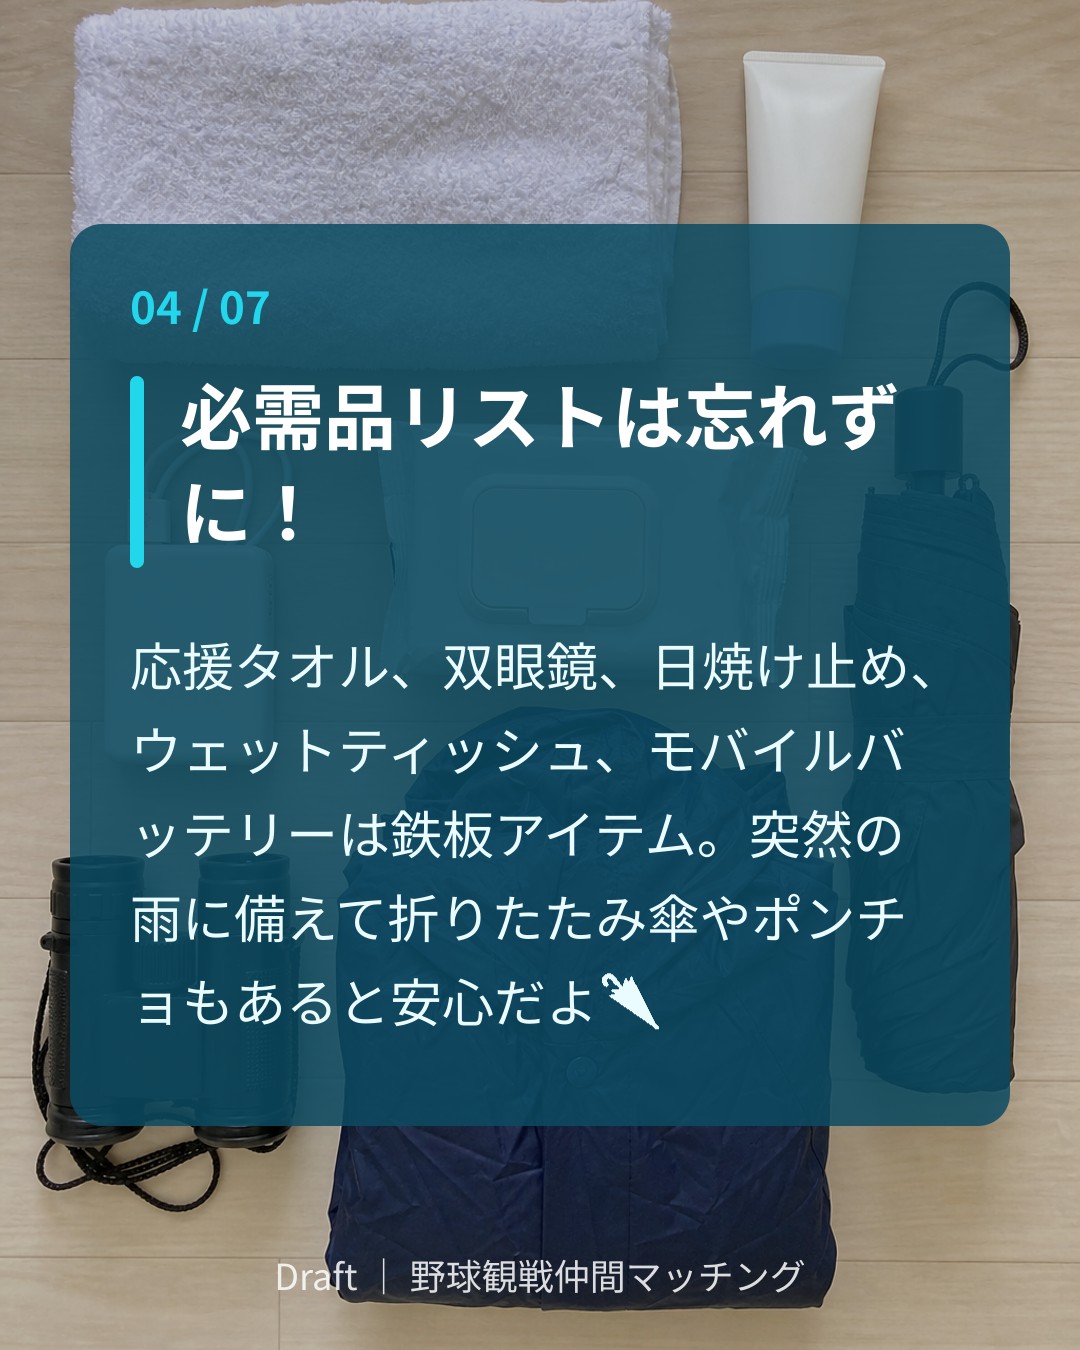 04 / 07
必需品リストは忘れず
に！
応援タオル、双眼鏡、日焼け止め、
ウェットティッシュ、モバイルバ
ッテリーは鉄板アイテム。突然の
雨に備えて折りたたみ傘やポンチ
ョもあると安心だよ🌂
Draft ｜ 野球観戦仲間マッチング